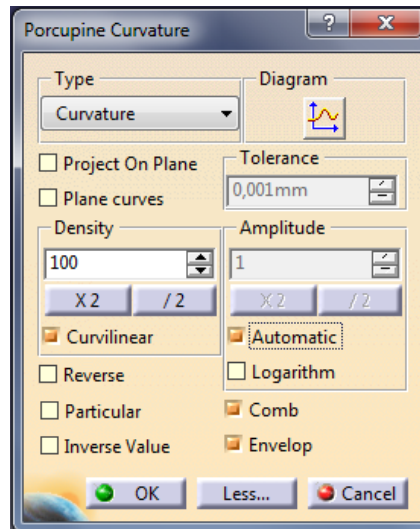 Porcupine Curvature
?
X
Type
Diagram
Curvature
Project On Plane
Plane curves
Tolerance
0,001mm
Density
Amplitude
100
1
X 2
/ 2
X 2
/ 2
Curvilinear
Automatic
Reverse
Logarithm
Particular
Comb
Inverse Value
Envelop
OK
Less...
Cancel